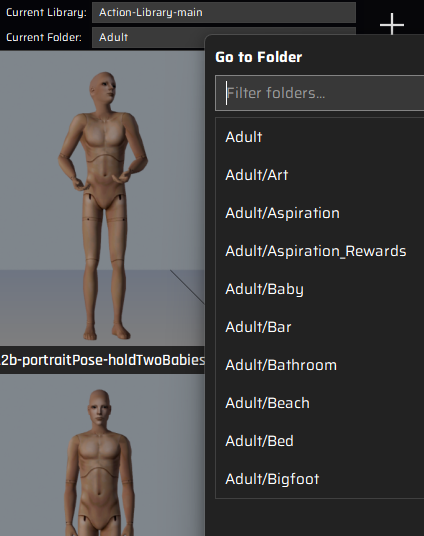 Current Library: Action-Library-main
Current Folder: Adult
Go to Folder
Filter folders...
Adult
Adult/Art
Adult/Aspiration
Adult/Aspiration_Rewards
Adult/Baby
Adult/Bar
Adult/Bathroom
Adult/Beach
Adult/Bed
Adult/Bigfoot
2b-portraitPose-holdTwoBabies